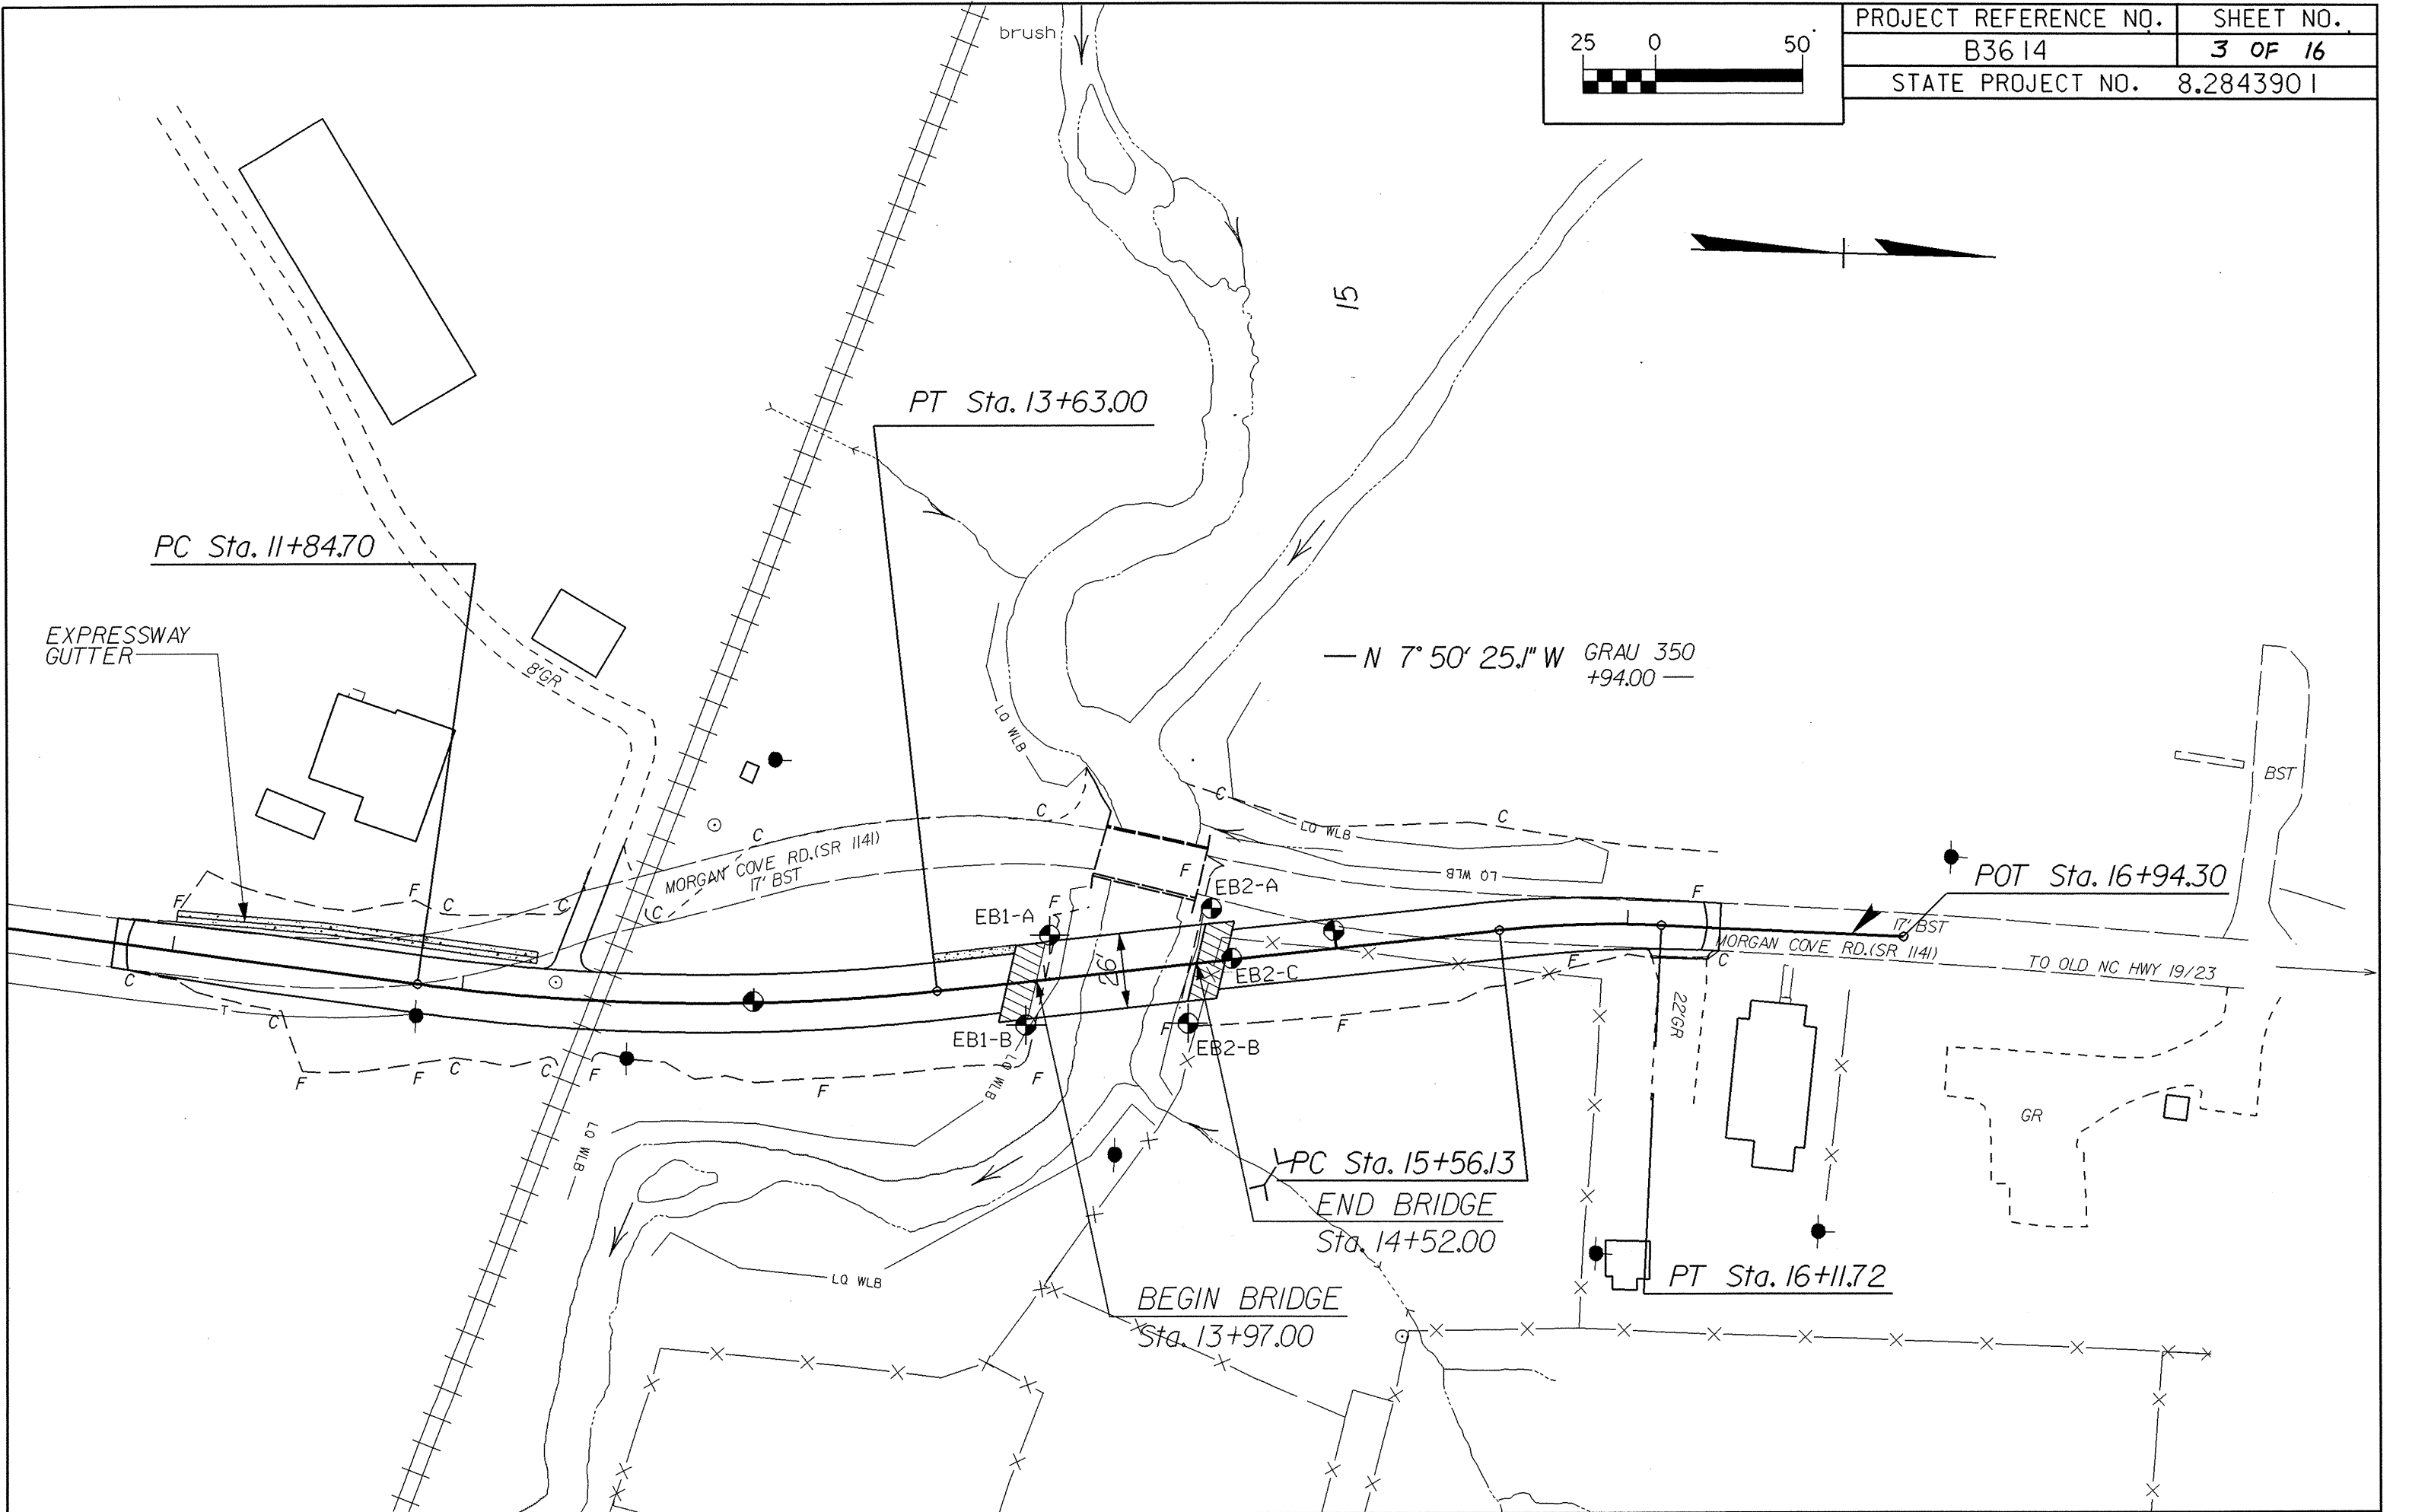 brush
25 0 50'
PROJECT REFERENCE NO. SHEET NO.
B3614 3 OF 16
STATE PROJECT NO. 8.2843901
15
PT Sta. 13+63.00
PC Sta. 11+84.70
EXPRESSWAY
GUTTER
8'GR
N 7° 50' 25.1" W GRAU 350
+94.00
LQ WLB
BST
C
C
C
C
C
LQ WLB
LQ WLB
MORGAN COVE RD.(SR 1141)
17' BST
POT Sta. 16+94.30
F
F
C
C
C
F
F
F
EB2-A
EB1-A
17' BST
MORGAN COVE RD.(SR 1141)
TO OLD NC HWY 19/23
26'
EB2-C
F
C
C
T
C
22'GR
EB1-B
EB2-B
F
F
LQ WLB
F
F
F
C
C
F
F
F
GR
LQ WLB
PC Sta. 15+56.13
END BRIDGE
Sta. 14+52.00
LQ WLB
PT Sta. 16+11.72
BEGIN BRIDGE
Sta. 13+97.00